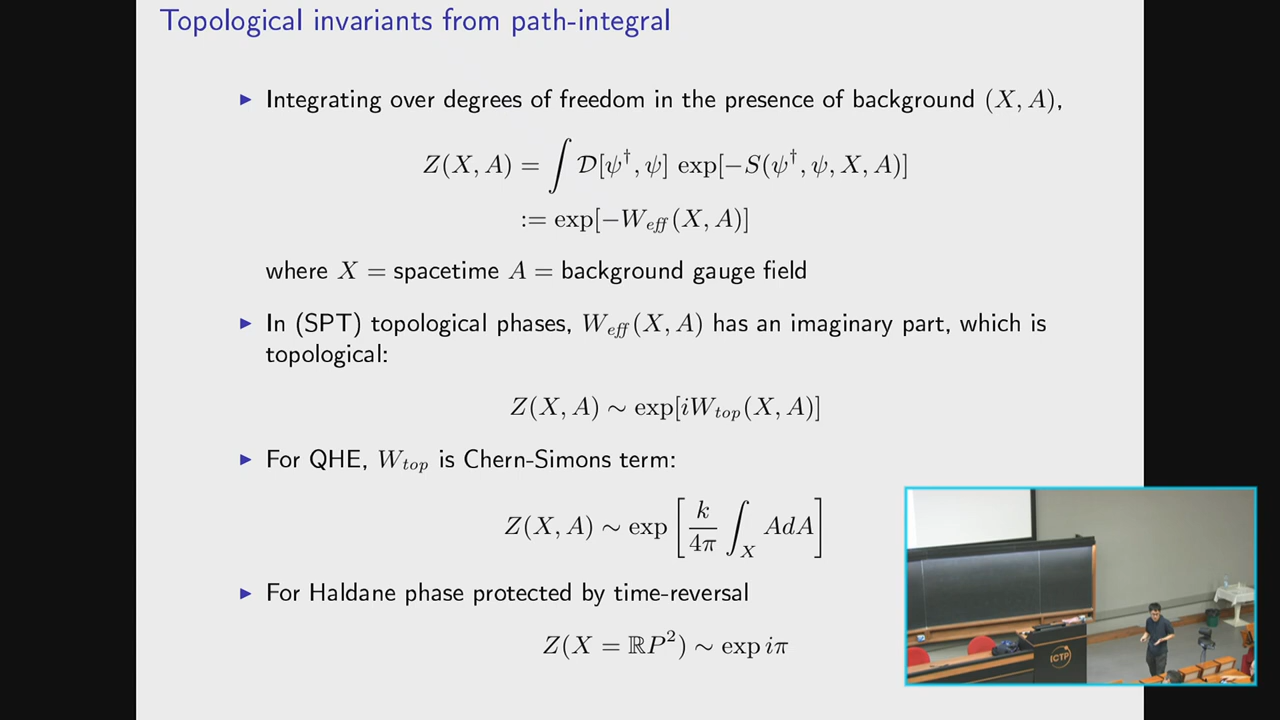 Topological invariants from path-integral
▶ Integrating over degrees of freedom in the presence of background (X, A),
Z(X, A) = ∫ 𝒟[ψ†, ψ] exp[−S(ψ†, ψ, X, A)]
:= exp[−W_eff(X, A)]
where X = spacetime A = background gauge field
▶ In (SPT) topological phases, W_eff(X, A) has an imaginary part, which is
topological:
Z(X, A) ∼ exp[iW_top(X, A)]
▶ For QHE, W_top is Chern-Simons term:
Z(X, A) ∼ exp [k/4π ∫_X AdA]
▶ For Haldane phase protected by time-reversal
Z(X = ℝP²) ∼ exp iπ
ICTP